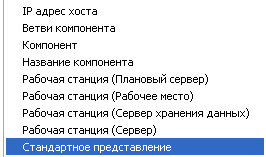 IP адрес хоста
Ветви компонента
Компонент
Название компонента
Рабочая станция (Плановый сервер)
Рабочая станция (Рабочее место)
Рабочая станция (Сервер хранения данных)
Рабочая станция (Сервер)
Стандартное представление